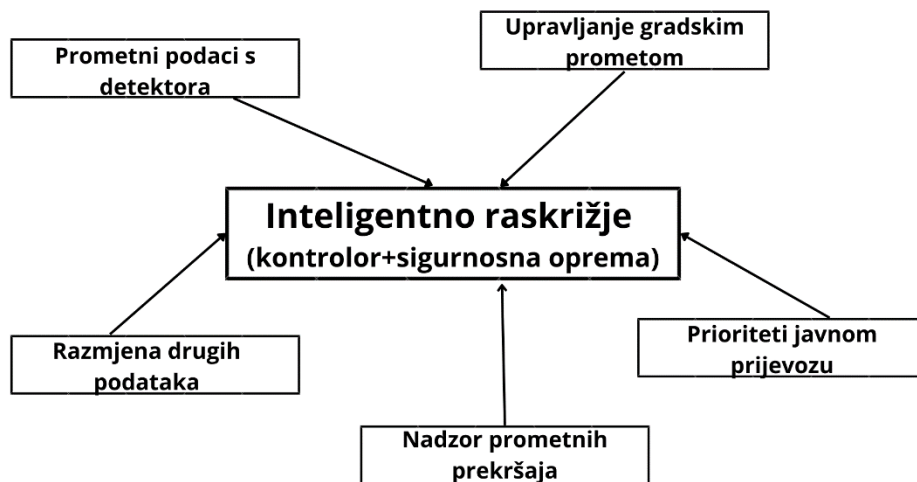 Prometni podaci s
detektora
Upravljanje gradskim
prometom
Inteligentno raskrižje
(kontrolor+sigurnosna oprema)
Razmjena drugih
podataka
Prioriteti javnom
prijevozu
Nadzor prometnih
prekršaja